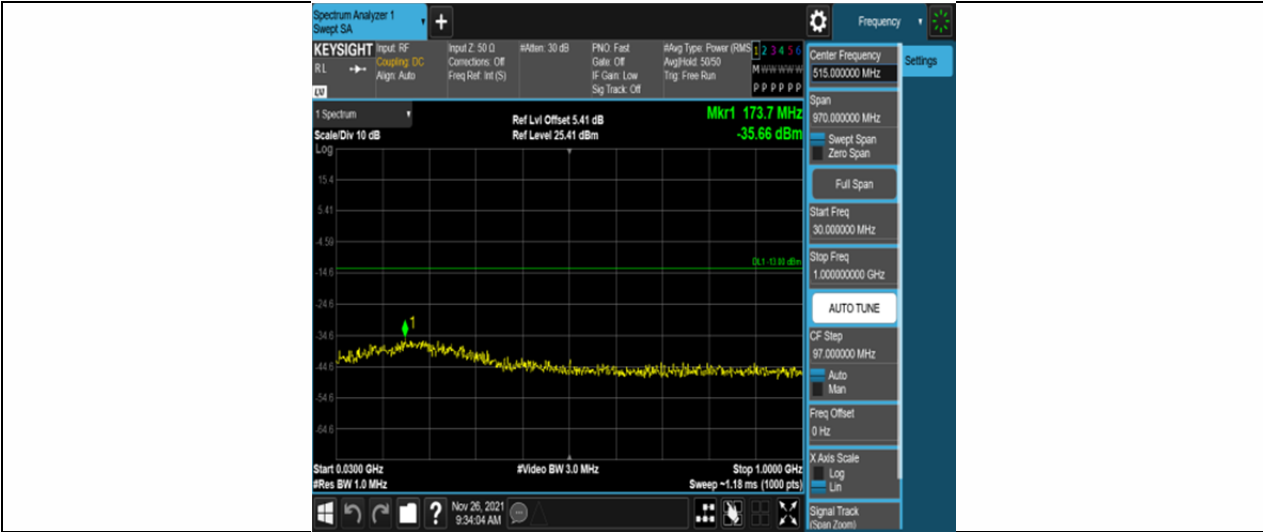 Spectrum Analyzer 1
Swept SA
+
Frequency
KEYSIGHT
RL
LV
Input: RF
Coupling: DC
Align: Auto
Input Z: 50 Ω
Corrections: Off
Freq Ref: Int (S)
#Atten: 30 dB
PNO: Fast
Gate: Off
IF Gain: Low
Sig Track: Off
#Avg Type: Power (RMS
Avg|Hold: 50/50
Trig: Free Run
1 2 3 4 5 6
M W W W W W
P P P P P P
1 Spectrum
Scale/Div 10 dB
Log
Ref Lvl Offset 5.41 dB
Ref Level 25.41 dBm
Mkr1 173.7 MHz
-35.66 dBm
15.4
5.41
-4.59
-14.6
-24.6
-34.6
-44.6
-54.6
-64.6
DL1 -13.00 dBm
1
Start 0.0300 GHz
#Res BW 1.0 MHz
#Video BW 3.0 MHz
Stop 1.0000 GHz
Sweep ~1.18 ms (1000 pts)
Nov 26, 2021
9:34:04 AM
?
Center Frequency
515.000000 MHz
Settings
Span
970.000000 MHz
Swept Span
Zero Span
Full Span
Start Freq
30.000000 MHz
Stop Freq
1.000000000 GHz
AUTO TUNE
CF Step
97.000000 MHz
Auto
Man
Freq Offset
0 Hz
X Axis Scale
Log
Lin
Signal Track
(Span Zoom)